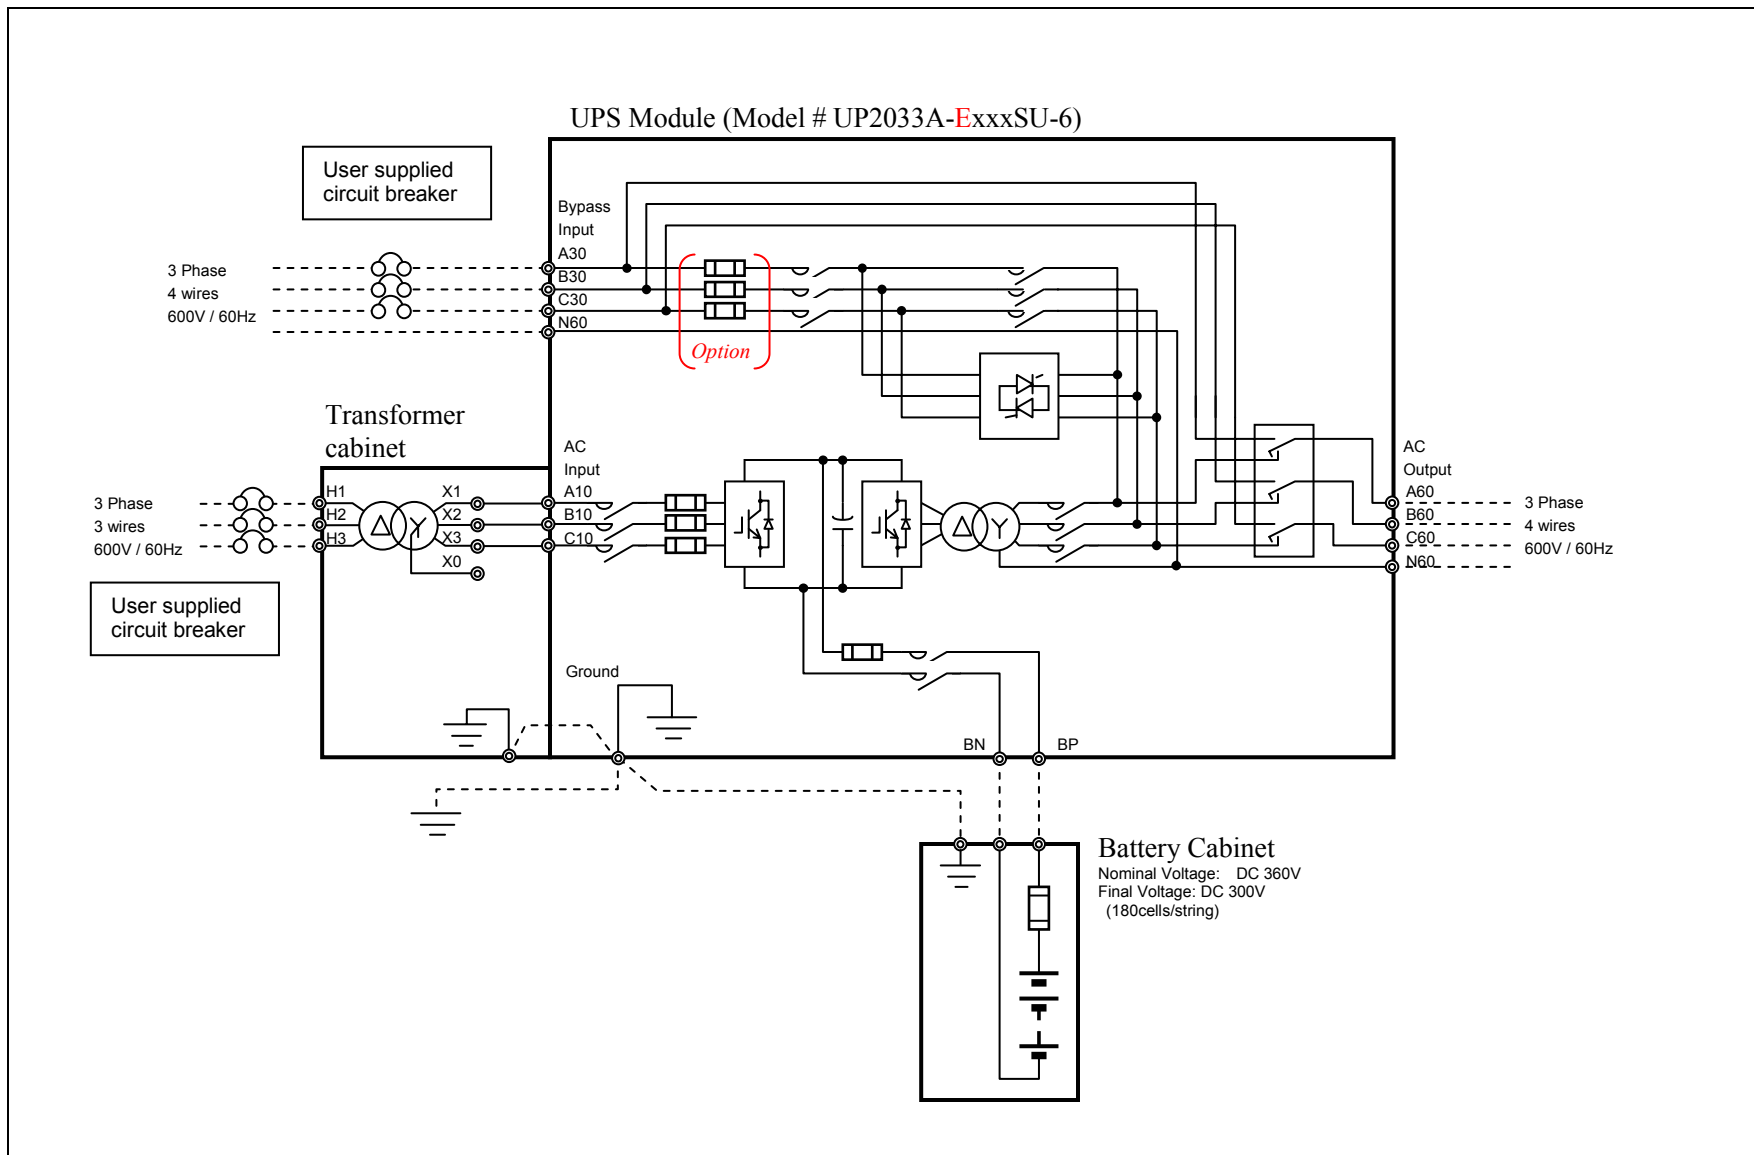 UPS Module (Model # UP2033A-ExxxSU-6)
User supplied
circuit breaker
Bypass
Input
A30
B30
C30
N60
3 Phase
4 wires
600V / 60Hz
Option
Transformer
cabinet
AC
Input
A10
B10
C10
H1
H2
H3
X1
X2
X3
X0
3 Phase
3 wires
600V / 60Hz
User supplied
circuit breaker
AC
Output
A60
B60
C60
N60
3 Phase
4 wires
600V / 60Hz
Ground
BN
BP
Battery Cabinet
Nominal Voltage: DC 360V
Final Voltage: DC 300V
(180cells/string)